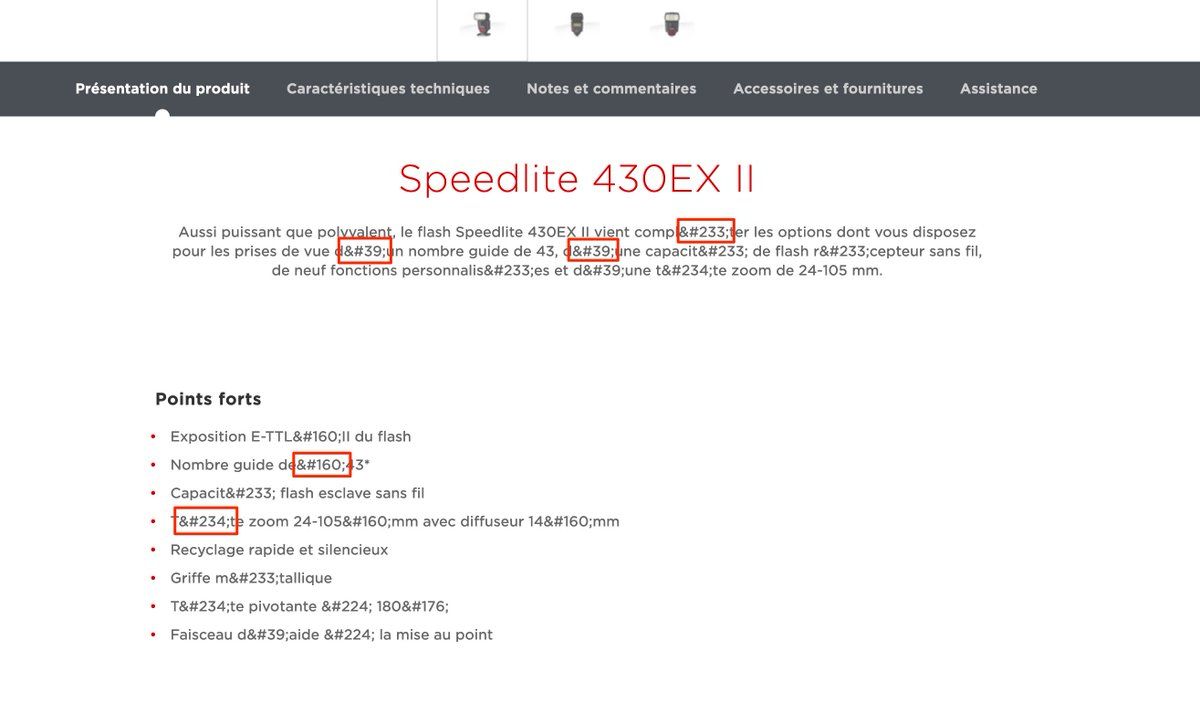 Présentation du produit Caractéristiques techniques Notes et commentaires Accessoires et fournitures Assistance
Speedlite 430EX II
Aussi puissant que polyvalent, le flash Speedlite 430EX II vient compl&#233;ter les options dont vous disposez
pour les prises de vue d&#39;un nombre guide de 43, d&#39;une capacit&#233; de flash r&#233;cepteur sans fil,
de neuf fonctions personnalis&#233;es et d&#39;une t&#234;te zoom de 24-105 mm.
Points forts
• Exposition E-TTL&#160;II du flash
• Nombre guide de&#160;43*
• Capacit&#233; flash esclave sans fil
• T&#234;te zoom 24-105&#160;mm avec diffuseur 14&#160;mm
• Recyclage rapide et silencieux
• Griffe m&#233;tallique
• T&#234;te pivotante &#224; 180&#176;
• Faisceau d&#39;aide &#224; la mise au point